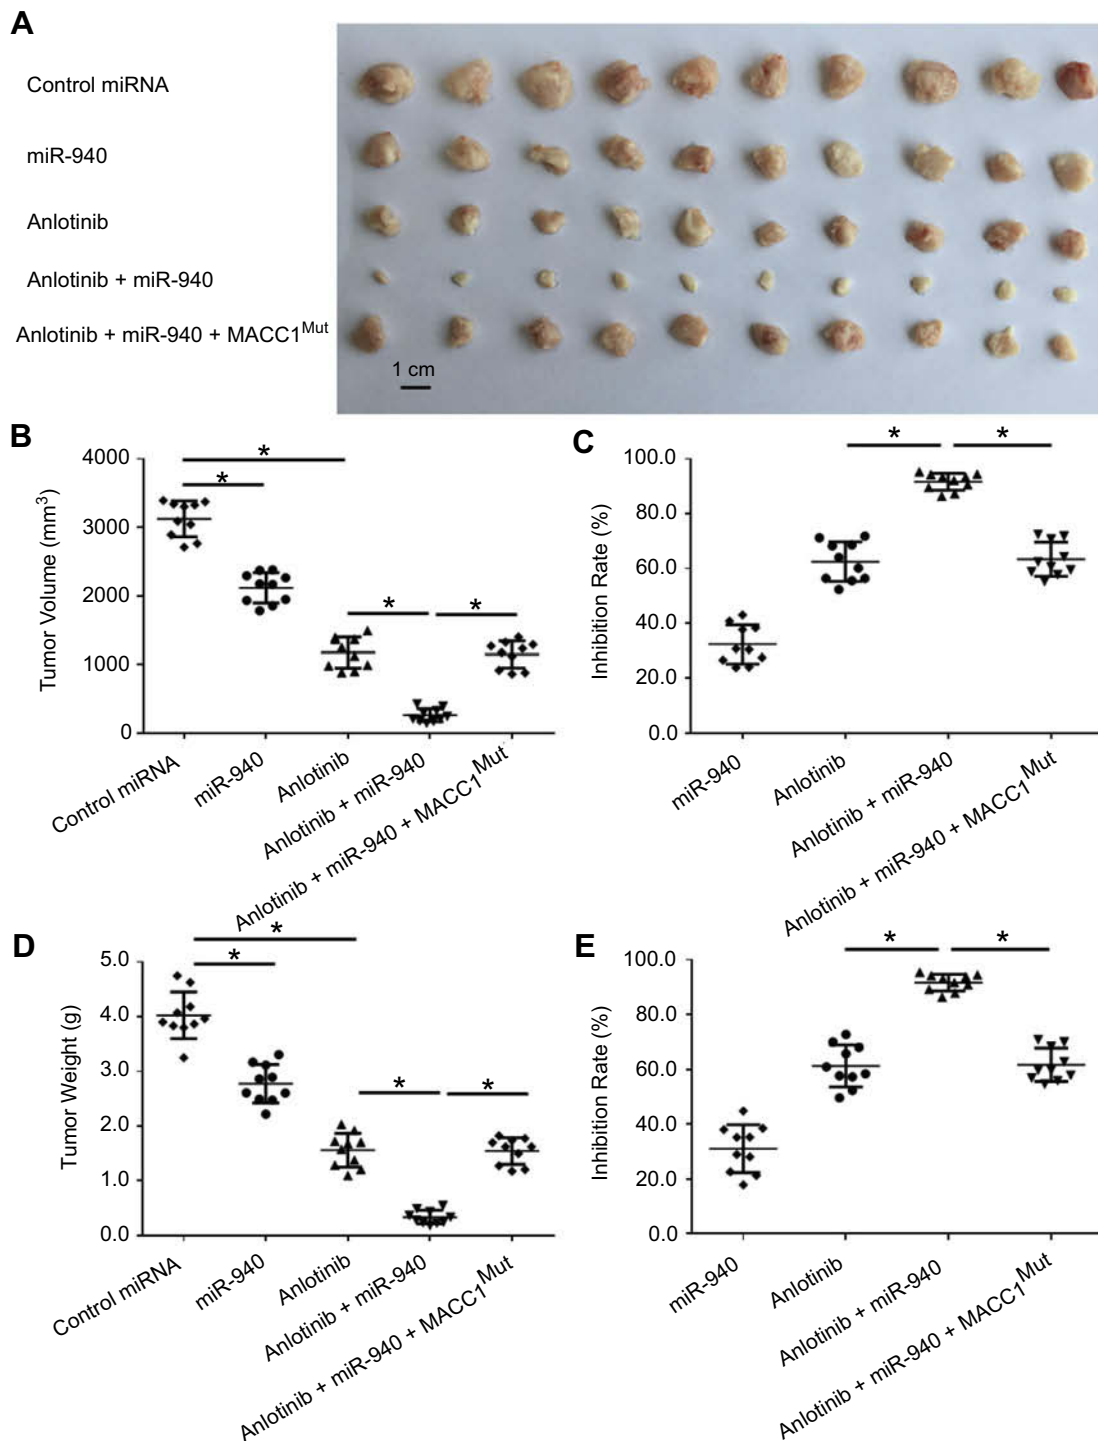 A
Control miRNA
miR-940
Anlotinib
Anlotinib + miR-940
Anlotinib + miR-940 + MACC1Mut
1 cm
B
Tumor Volume (mm3)
4000
3000
2000
1000
0
*
*
*
*
Control miRNA
miR-940
Anlotinib
Anlotinib + miR-940
Anlotinib + miR-940 + MACC1Mut
C
Inhibition Rate (%)
100.0
80.0
60.0
40.0
20.0
0.0
*
*
miR-940
Anlotinib
Anlotinib + miR-940
Anlotinib + miR-940 + MACC1Mut
D
Tumor Weight (g)
5.0
4.0
3.0
2.0
1.0
0.0
*
*
*
*
Control miRNA
miR-940
Anlotinib
Anlotinib + miR-940
Anlotinib + miR-940 + MACC1Mut
E
Inhibition Rate (%)
100.0
80.0
60.0
40.0
20.0
0.0
*
*
miR-940
Anlotinib
Anlotinib + miR-940
Anlotinib + miR-940 + MACC1Mut